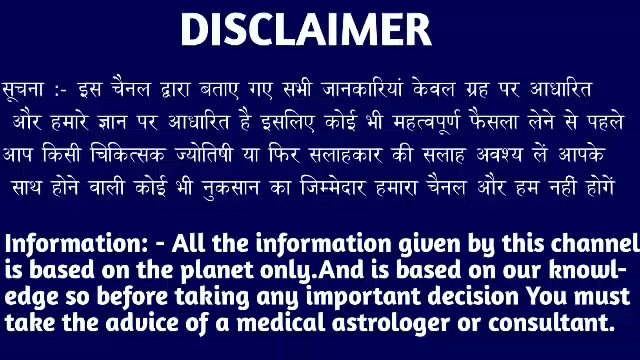 DISCLAIMER
सूचना :- इस चैनल द्वारा बताए गए सभी जानकारियां केवल ग्रह पर आधारित
और हमारे ज्ञान पर आधारित है इसलिए कोई भी महत्वपूर्ण फैसला लेने से पहले
आप किसी चिकित्सक ज्योतिषी या फिर सलाहकार की सलाह अवश्य लें आपके
साथ होने वाली कोई भी नुकसान का जिम्मेदार हमारा चैनल और हम नहीं होगें
Information: - All the information given by this channel
is based on the planet only.And is based on our knowl-
edge so before taking any important decision You must
take the advice of a medical astrologer or consultant.